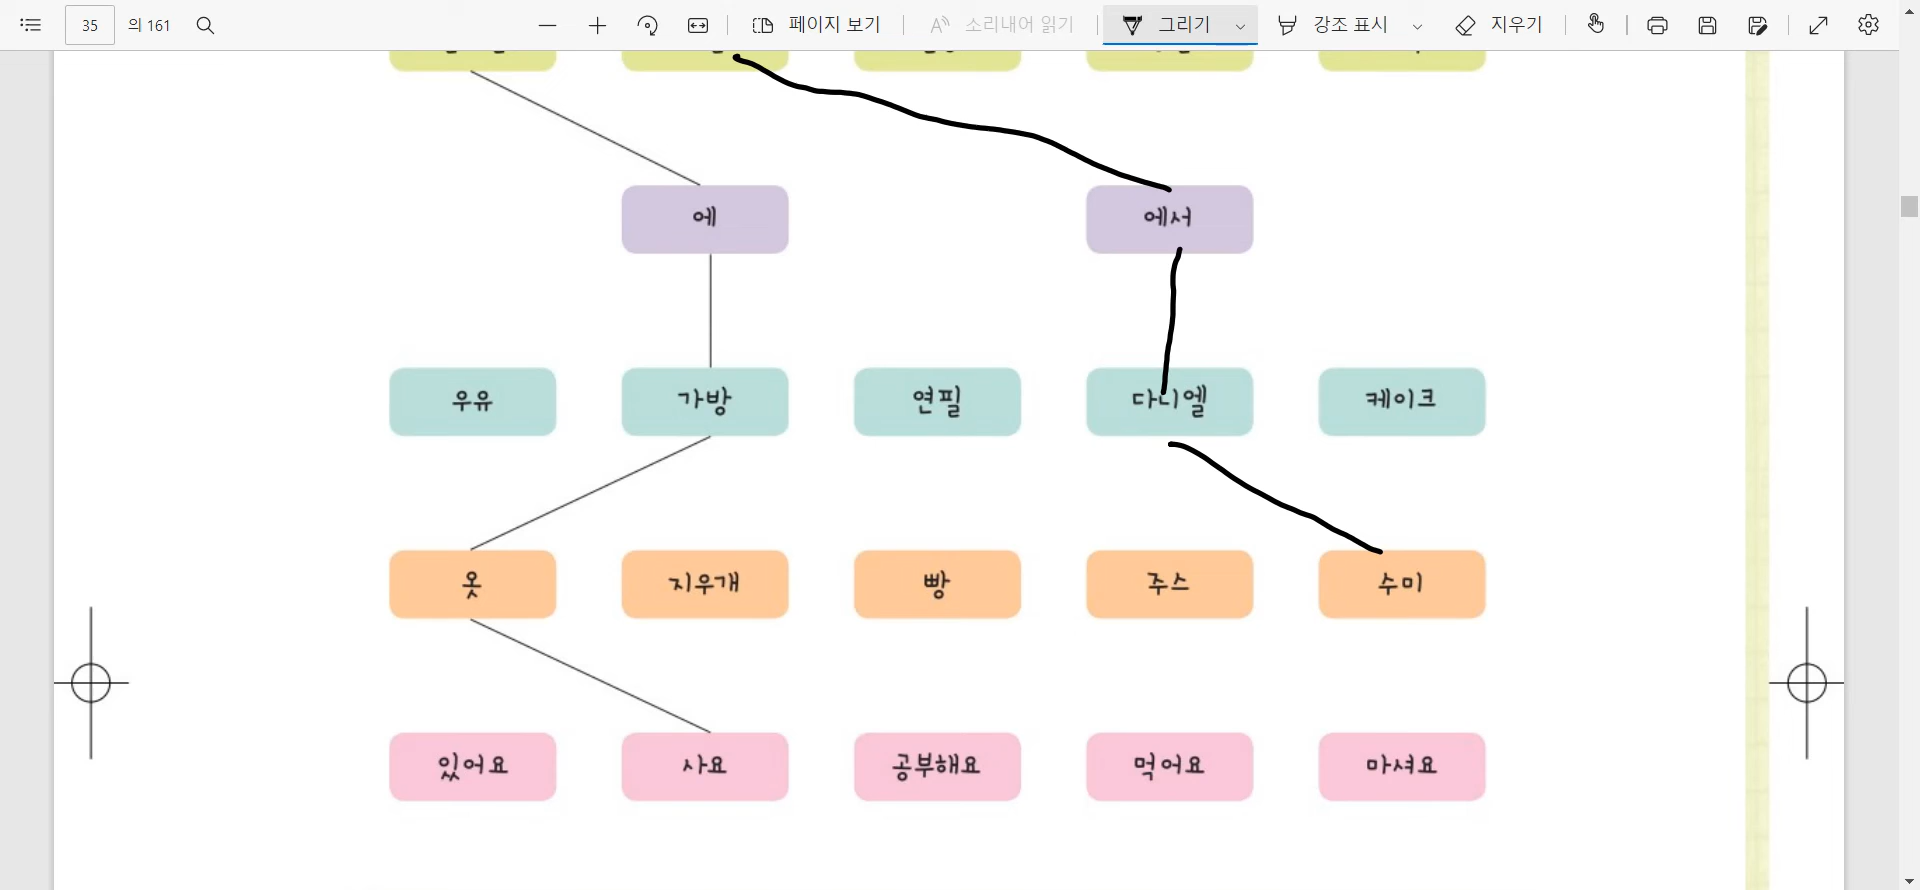 35 의 161 페이지 보기 소리내어 읽기 그리기 강조 표시 지우기
에 에서
우유 가방 연필 다니엘 케이크
옷 지우개 빵 주스 수미
있어요 사요 공부해요 먹어요 마셔요